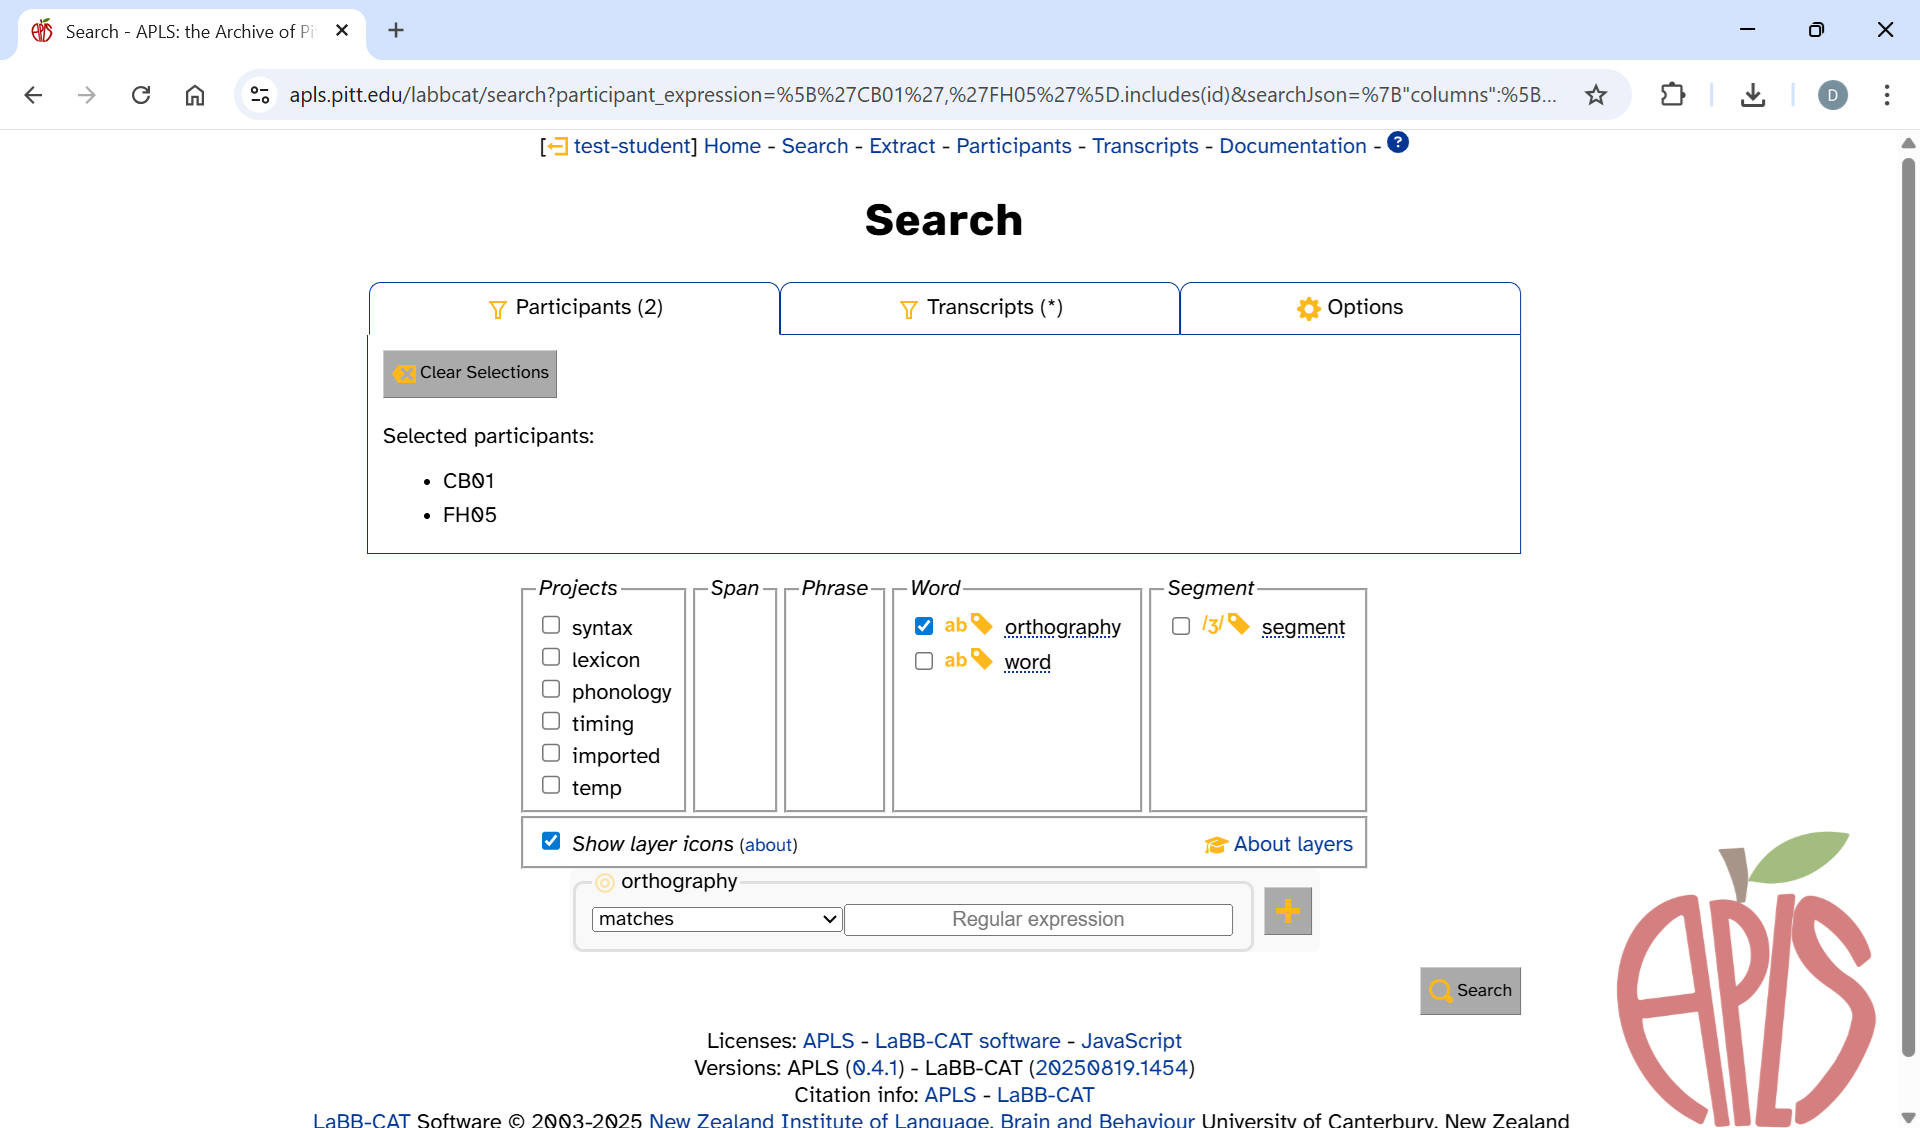 Search - APLS: the Archive of Pi
apls.pitt.edu/labbcat/search?participant_expression=%5B%27CB01%27,%27FH05%27%5D.includes(id)&searchJson=%7B"columns":%5B...
D
[ test-student] Home - Search - Extract - Participants - Transcripts - Documentation - ?
Search
Participants (2) Transcripts (*) Options
Clear Selections
Selected participants:
• CB01
• FH05
Projects Span Phrase Word Segment
syntax ab orthography /ʒ/ segment
lexicon ab word
phonology
timing
imported
temp
Show layer icons (about) About layers
orthography
matches Regular expression
Search
APLS
Licenses: APLS - LaBB-CAT software - JavaScript
Versions: APLS (0.4.1) - LaBB-CAT (20250819.1454)
Citation info: APLS - LaBB-CAT
LaBB-CAT Software © 2003-2025 New Zealand Institute of Language, Brain and Behaviour University of Canterbury, New Zealand